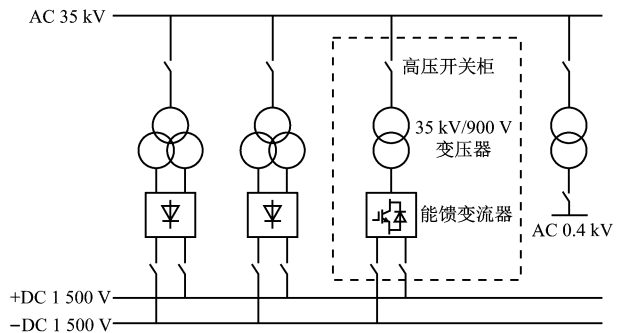 AC 35 kV
高压开关柜
35 kV/900 V
变压器
能馈变流器
AC 0.4 kV
+DC 1 500 V
−DC 1 500 V